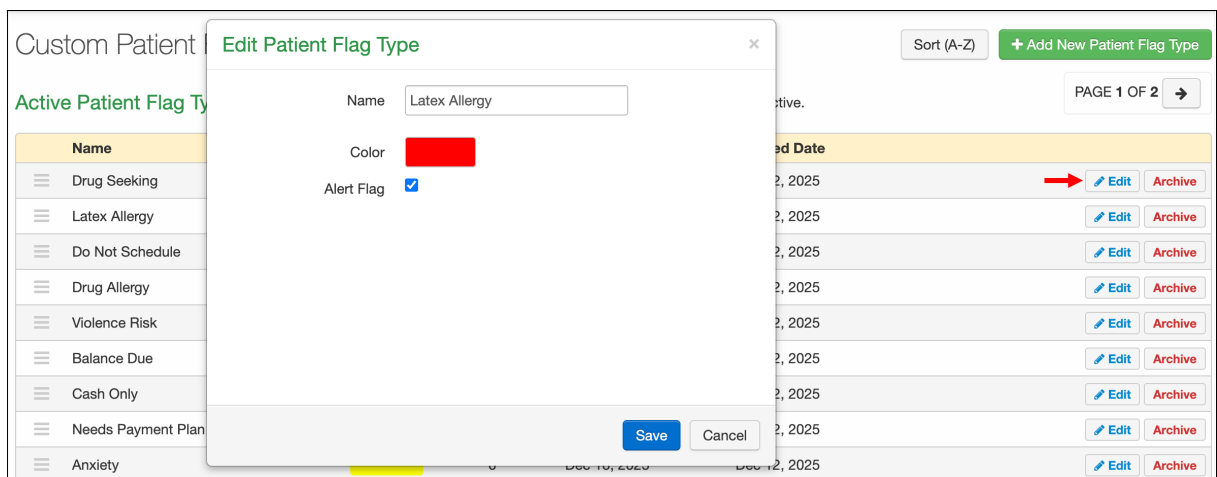 Custom Patient
Edit Patient Flag Type
×
Sort (A-Z)
+ Add New Patient Flag Type
Active Patient Flag Ty
ctive.
PAGE 1 OF 2
Name
Latex Allergy
Color
Alert Flag
Name
ed Date
Drug Seeking
2, 2025
Edit
Archive
Latex Allergy
2, 2025
Edit
Archive
Do Not Schedule
2, 2025
Edit
Archive
Drug Allergy
2, 2025
Edit
Archive
Violence Risk
2, 2025
Edit
Archive
Balance Due
2, 2025
Edit
Archive
Cash Only
2, 2025
Edit
Archive
Needs Payment Plan
2, 2025
Edit
Archive
Save
Cancel
Anxiety
0
Dec 12, 2025
Edit
Archive